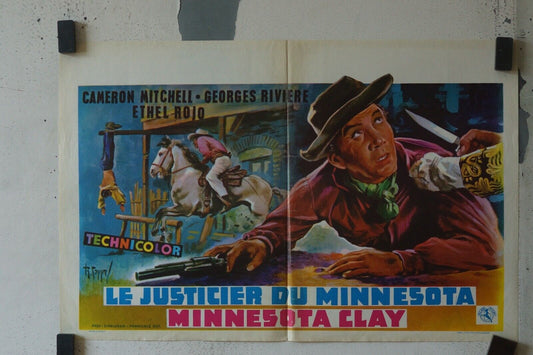 CAMERON MITCHELL • GEORGES RIVIERE
ETHEL ROJO
TECHNICOLOR
LE JUSTICIER DU MINNESOTA
MINNESOTA CLAY